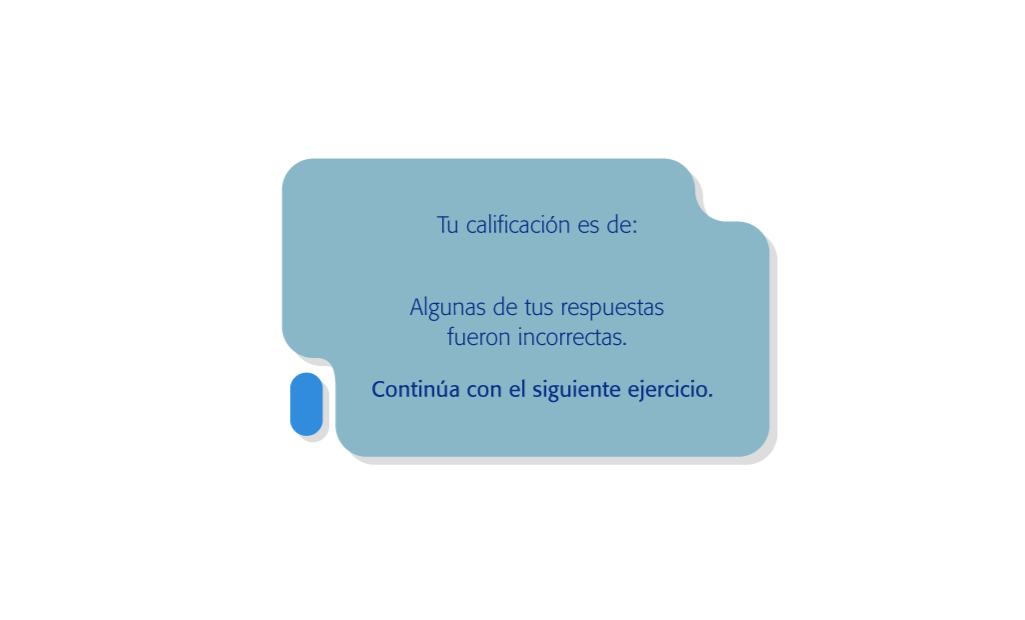 Tu calificación es de:
Algunas de tus respuestas
fueron incorrectas.
Continúa con el siguiente ejercicio.